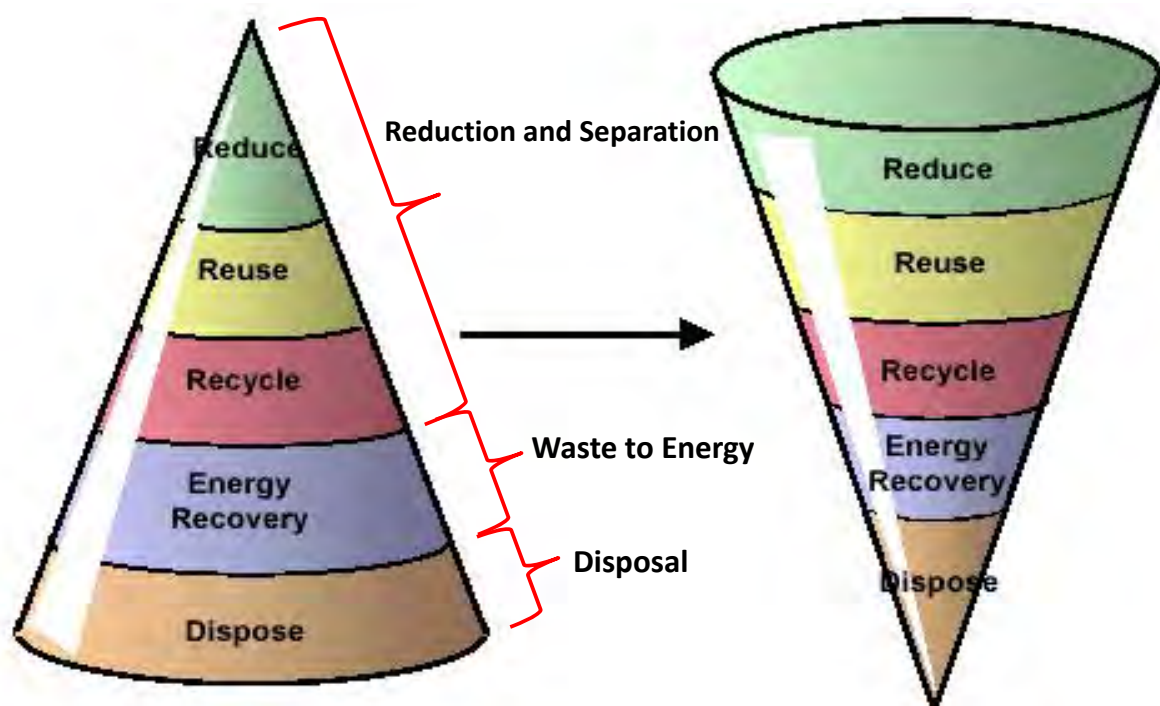 Reduce
Reuse
Recycle
Energy
Recovery
Dispose
Reduction and Separation
Waste to Energy
Disposal
Reduce
Reuse
Recycle
Energy
Recovery
Dispose